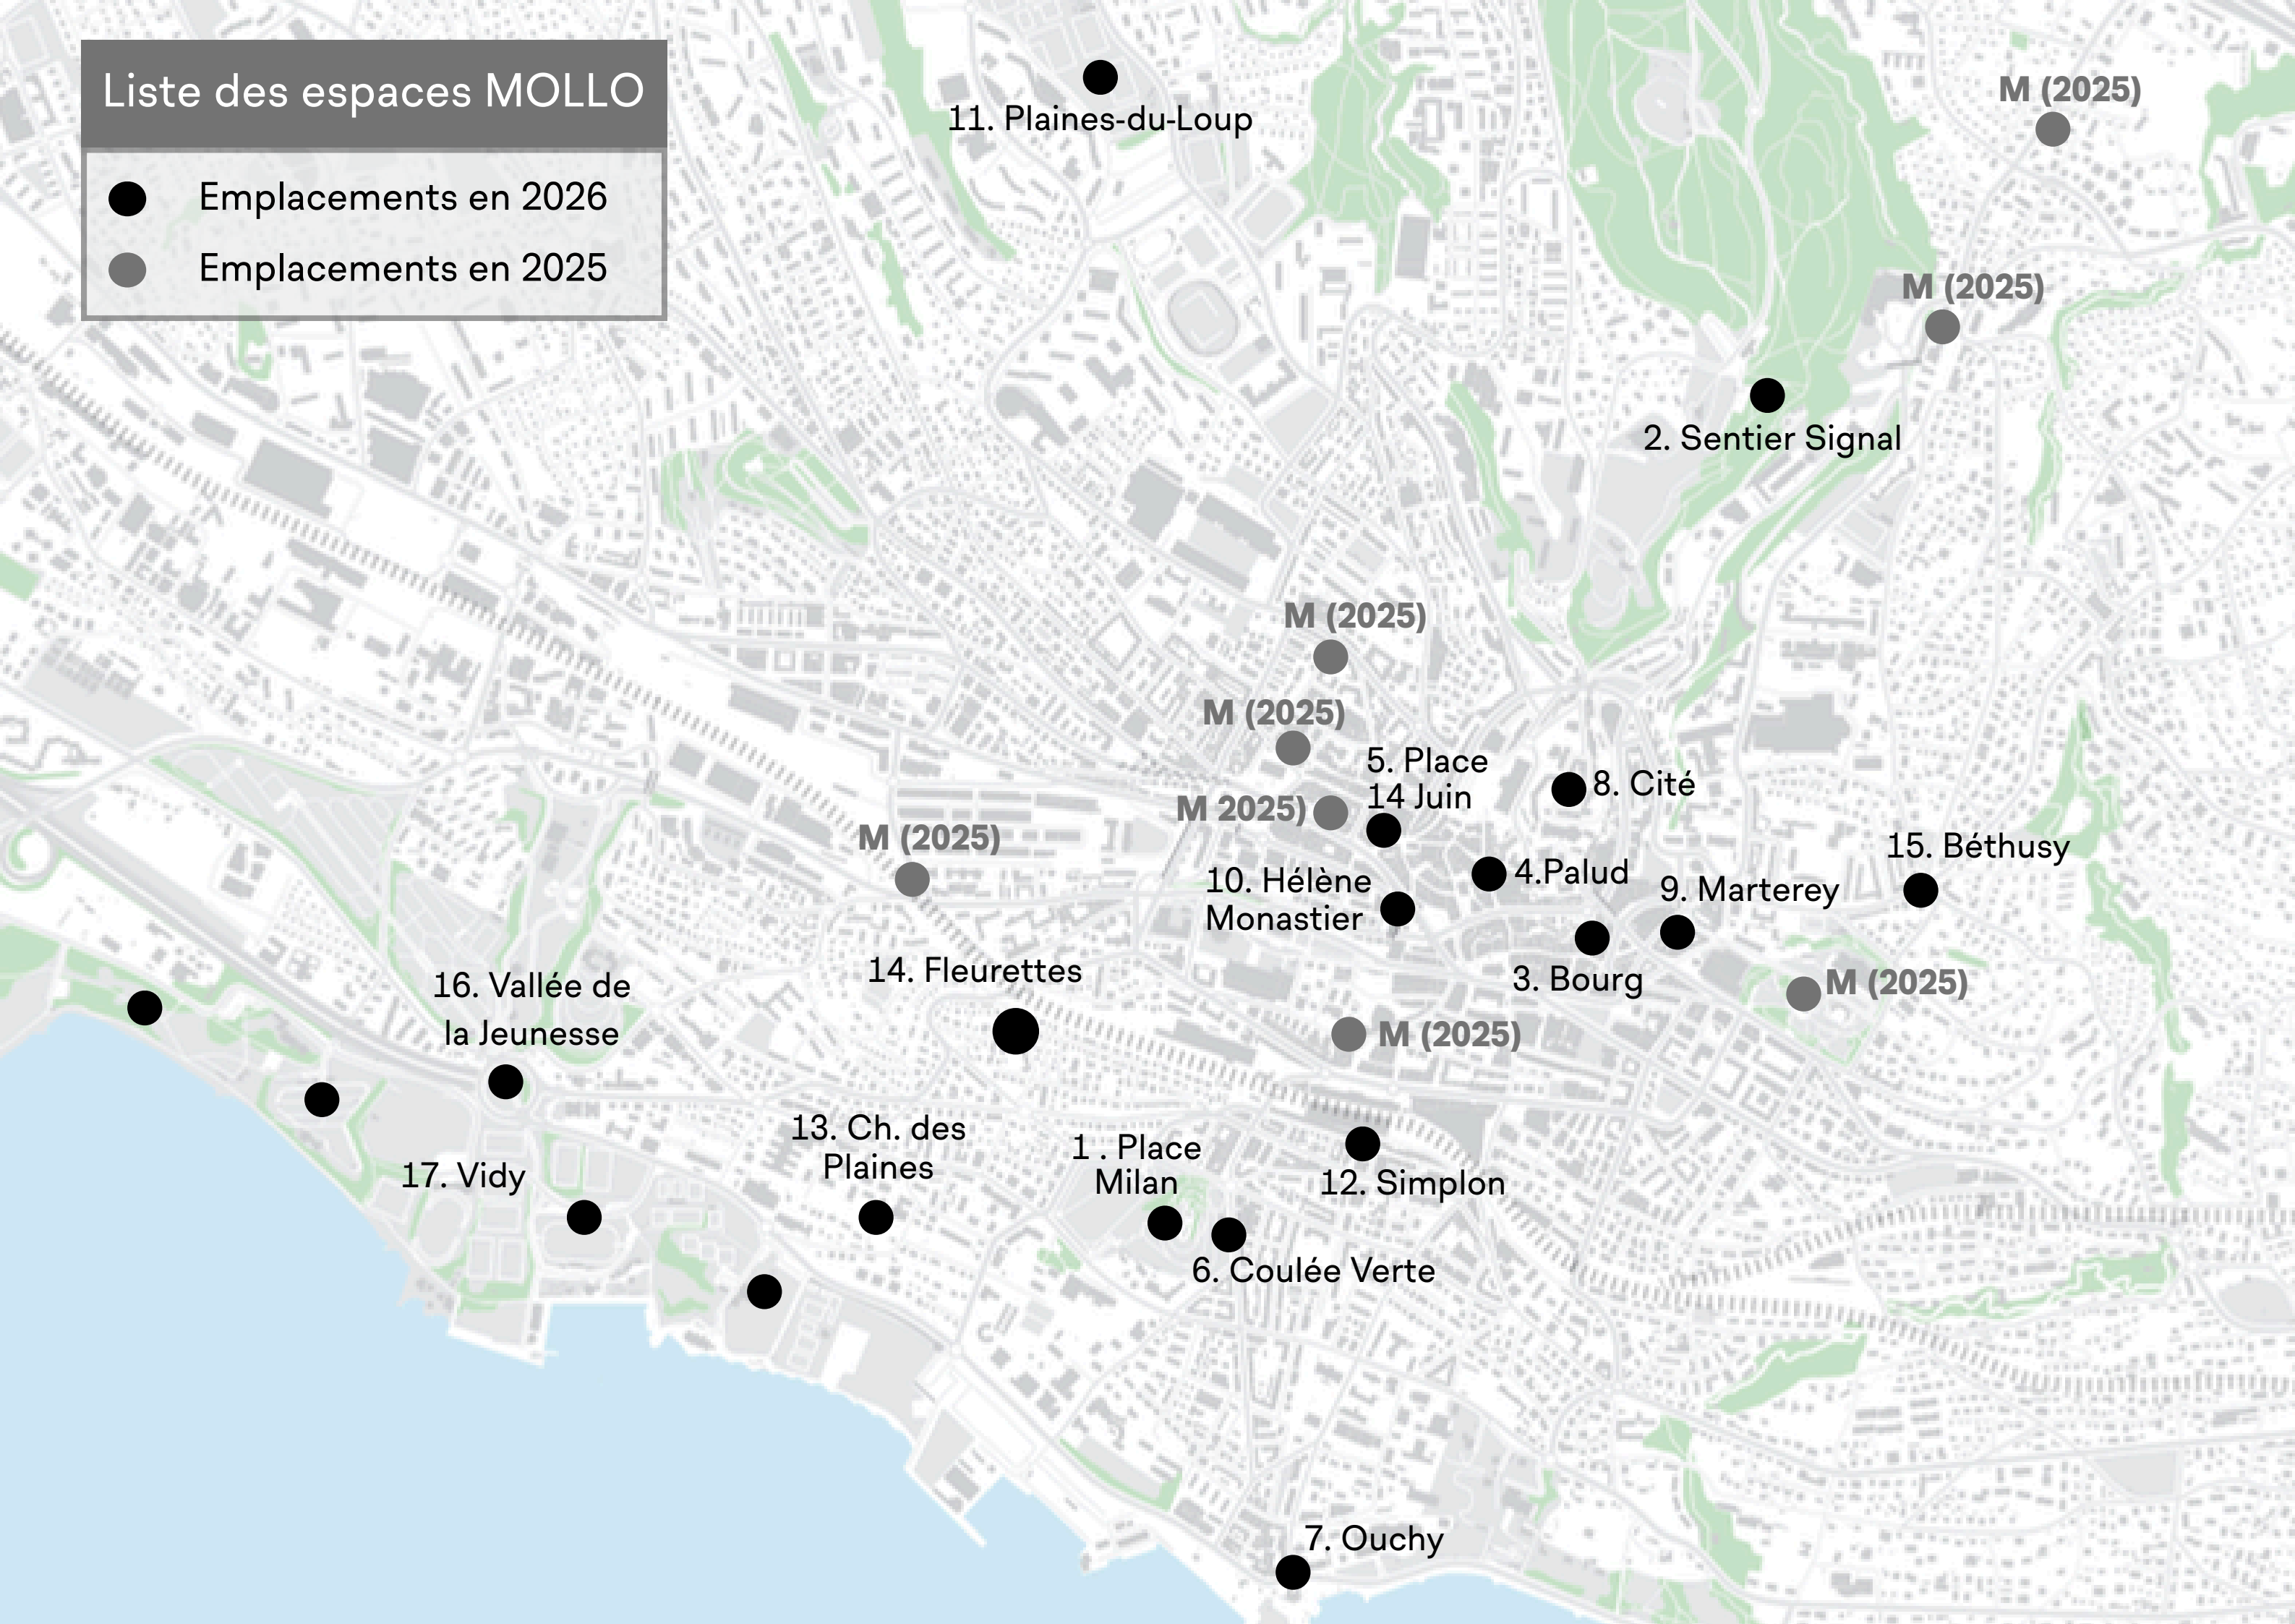 Liste des espaces MOLLO
Emplacements en 2026
Emplacements en 2025
11. Plaines-du-Loup
M (2025)
M (2025)
2. Sentier Signal
M (2025)
M (2025)
5. Place
14 Juin
8. Cité
M 2025)
M (2025)
15. Béthusy
4.Palud
10. Hélène
Monastier
9. Marterey
14. Fleurettes
3. Bourg
M (2025)
16. Vallée de
la Jeunesse
M (2025)
13. Ch. des
Plaines
1 . Place
Milan
17. Vidy
12. Simplon
6. Coulée Verte
7. Ouchy